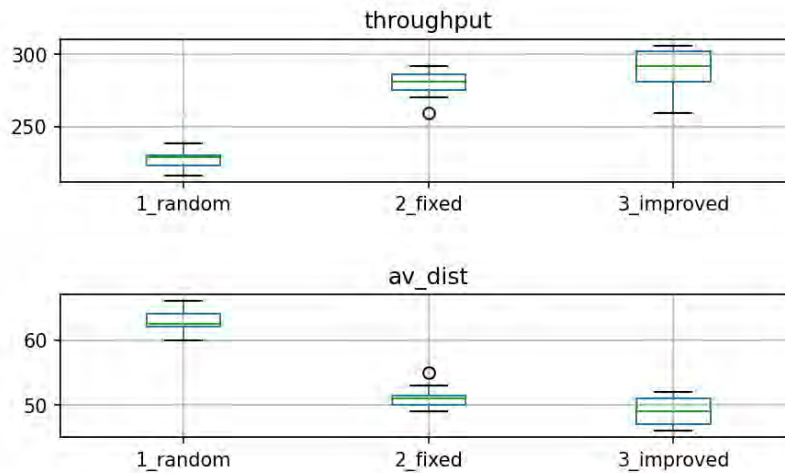 throughput
300
250
1_random 2_fixed 3_improved
av_dist
60
50
1_random 2_fixed 3_improved